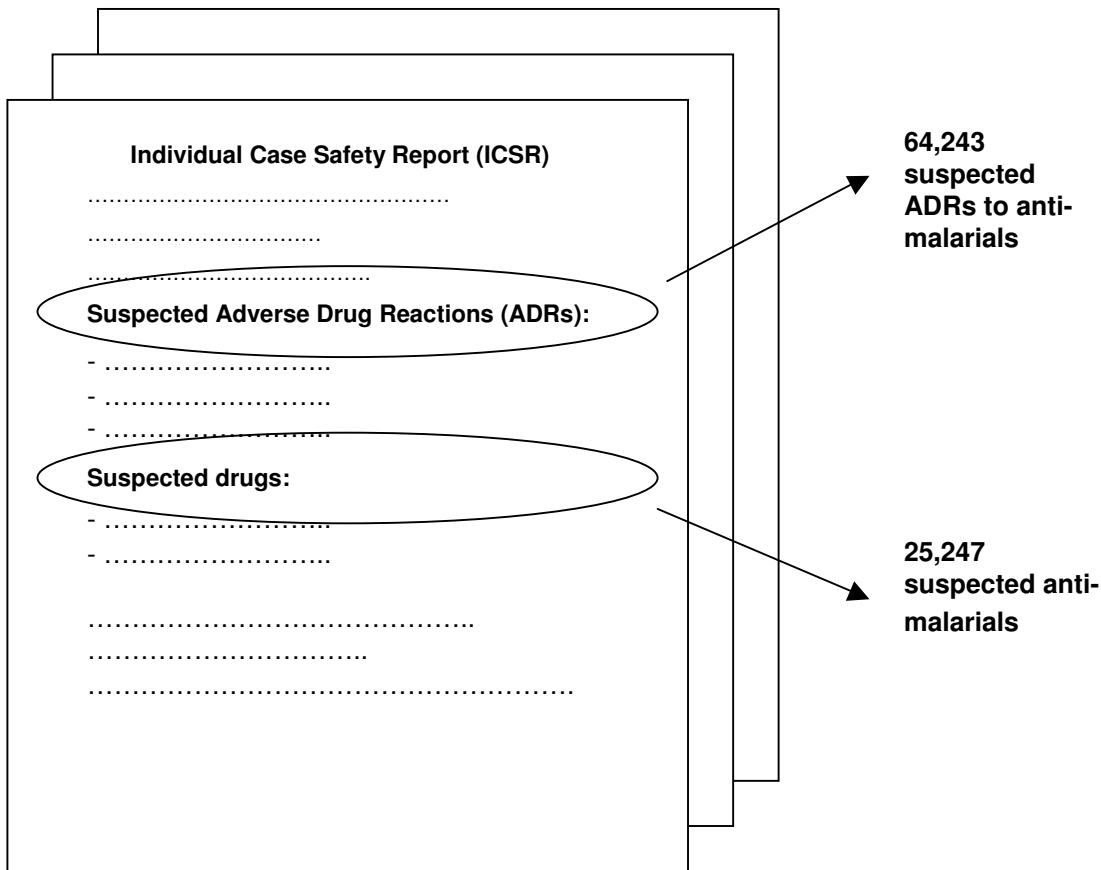 Individual Case Safety Report (ICSR)
……………………………………………
……………………………
………………………………….
Suspected Adverse Drug Reactions (ADRs):
- ……………………..
- ……………………..
- ……………………..
Suspected drugs:
- ……………………..
- ……………………..
……………………………………..
…………………………..
……………………………………………….
64,243
suspected
ADRs to anti-
malarials
25,247
suspected anti-
malarials